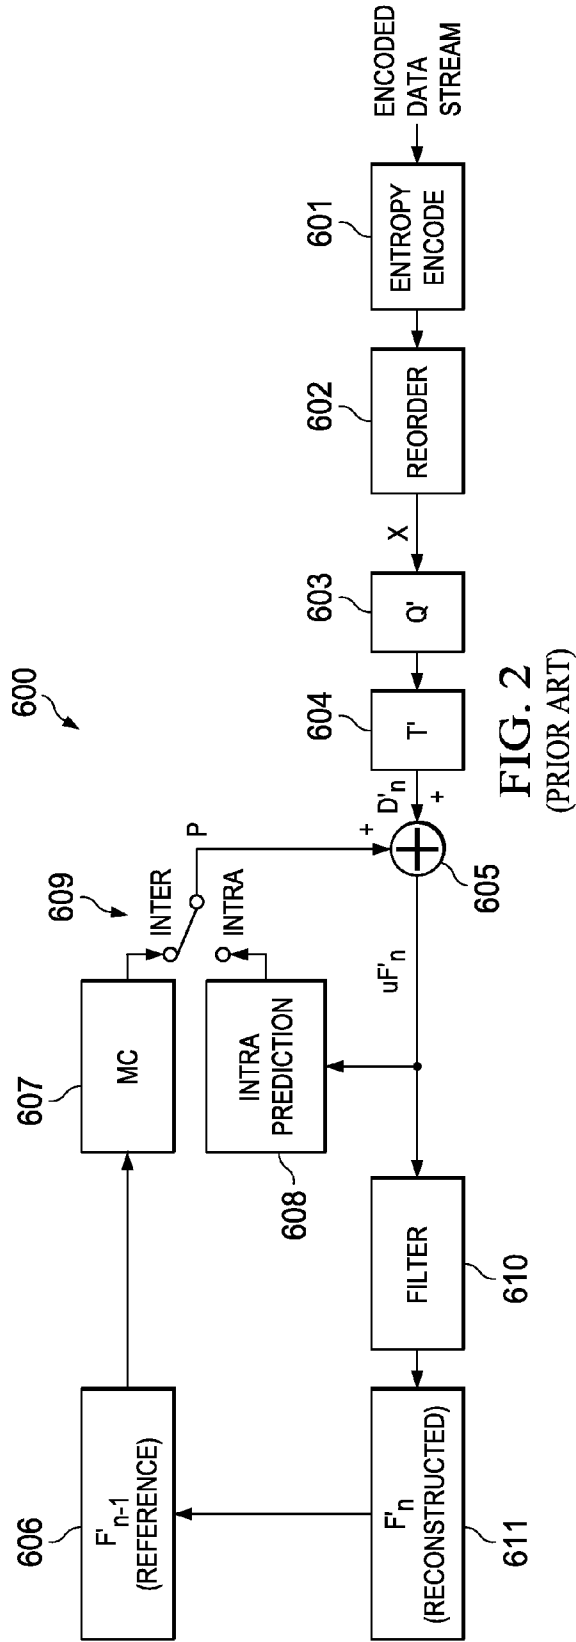 600
606
F'n-1
(REFERENCE)
607
MC
609
INTER
INTRA
P
INTRA
PREDICTION
608
F'n
(RECONSTRUCTED)
611
FILTER
610
uF'n
+
+
605
D'n
604
T'
603
Q'
X
602
REORDER
601
ENTROPY
ENCODE
ENCODED
DATA
STREAM
FIG. 2
(PRIOR ART)